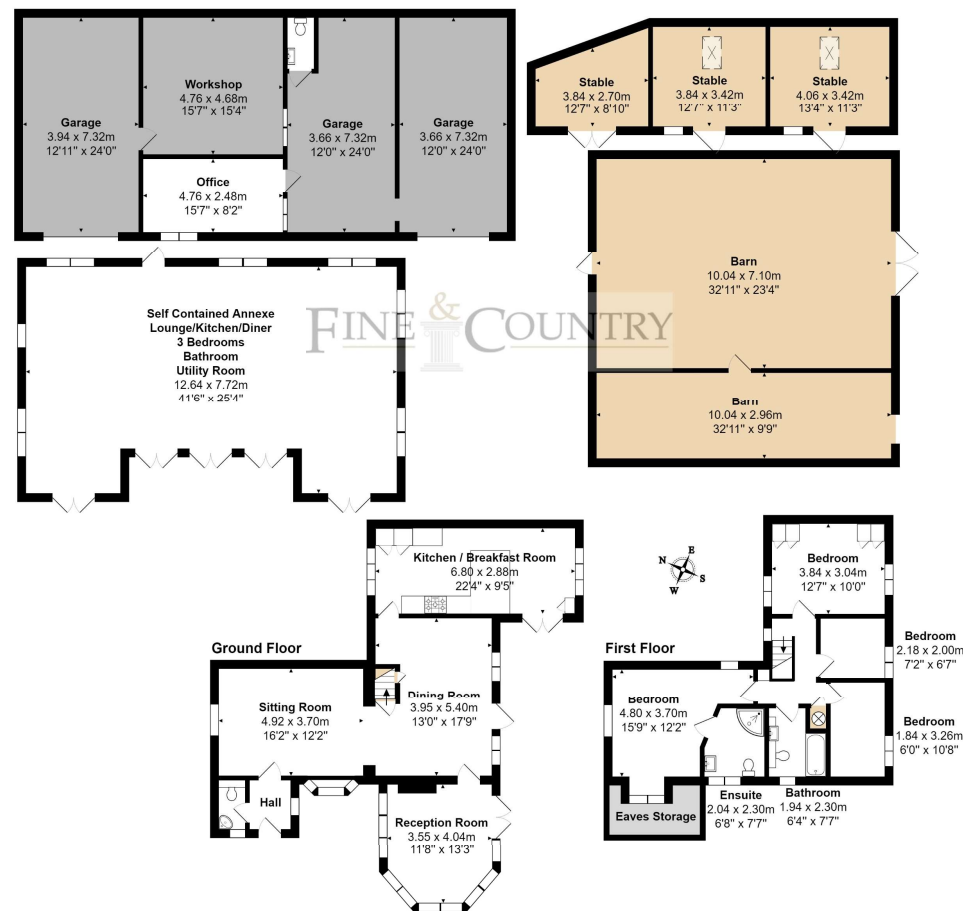 Garage
3.94 x 7.32m
12'11" x 24'0"
Workshop
4.76 x 4.68m
15'7" x 15'4"
Office
4.76 x 2.48m
15'7" x 8'2"
Garage
3.66 x 7.32m
12'0" x 24'0"
Garage
3.66 x 7.32m
12'0" x 24'0"
Stable
3.84 x 2.70m
12'7" x 8'10"
Stable
3.84 x 3.42m
12'7" x 11'3"
Stable
4.06 x 3.42m
13'4" x 11'3"
Barn
10.04 x 7.10m
32'11" x 23'4"
Barn
10.04 x 2.96m
32'11" x 9'9"
Self Contained Annexe
Lounge/Kitchen/Diner
3 Bedrooms
Bathroom
Utility Room
12.64 x 7.72m
41'6" x 25'4"
FINE & COUNTRY
Ground Floor
Kitchen / Breakfast Room
6.80 x 2.88m
22'4" x 9'5"
Dining Room
3.95 x 5.40m
13'0" x 17'9"
Sitting Room
4.92 x 3.70m
16'2" x 12'2"
Hall
Reception Room
3.55 x 4.04m
11'8" x 13'3"
N
E
S
W
First Floor
Bedroom
3.84 x 3.04m
12'7" x 10'0"
Bedroom
2.18 x 2.00m
7'2" x 6'7"
Bedroom
4.80 x 3.70m
15'9" x 12'2"
Bedroom
1.84 x 3.26m
6'0" x 10'8"
Ensuite
2.04 x 2.30m
6'8" x 7'7"
Bathroom
1.94 x 2.30m
6'4" x 7'7"
Eaves Storage